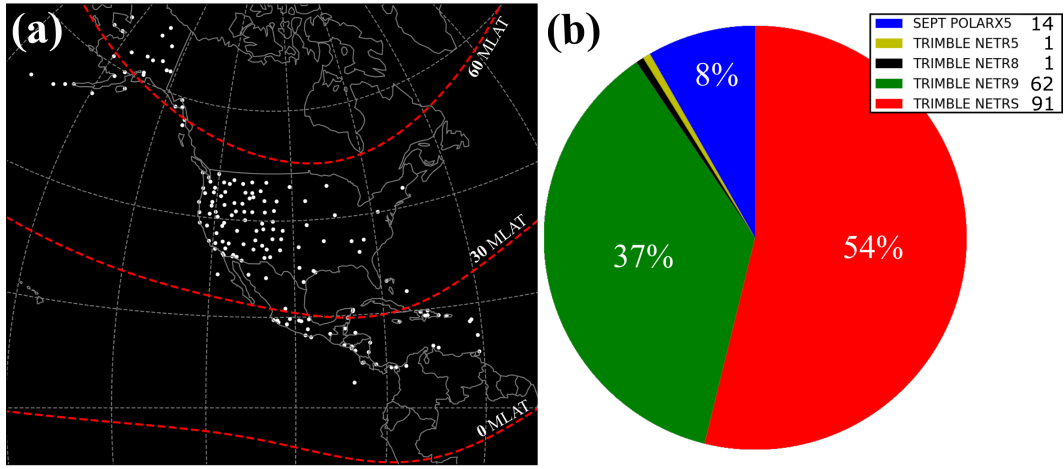 (a)
60 MLAT
30 MLAT
0 MLAT
(b)
SEPT POLARX5 14
TRIMBLE NETR5 1
TRIMBLE NETR8 1
TRIMBLE NETR9 62
TRIMBLE NETRS 91
8%
37%
54%